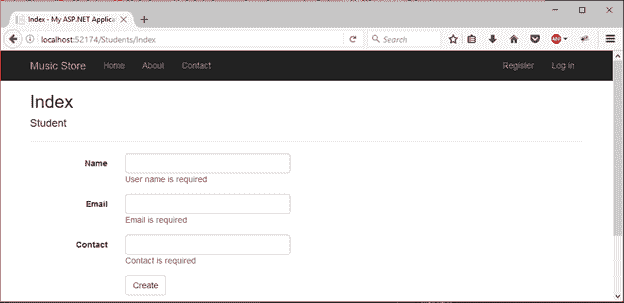 Index - My ASP.NET Applica
localhost:52174/Students/Index
Search
ABP
Music Store Home About Contact Register Log in
Index
Student
Name
User name is required
Email
Email is required
Contact
Contact is required
Create